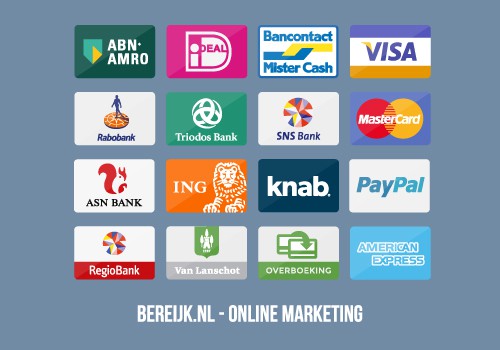 ABN·
AMRO
iDEAL
Bancontact
Mister Cash
VISA
Rabobank
Triodos Bank
SNS Bank
MasterCard
ASN BANK
ING
knab.
PayPal
RegioBank
Van Lanschot
OVERBOEKING
AMERICAN
EXPRESS
BEREIJK.NL - ONLINE MARKETING